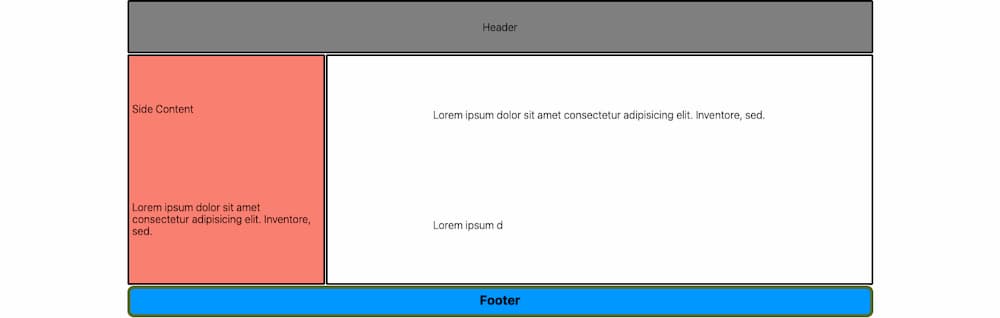 Header
Side Content
Lorem ipsum dolor sit amet
consectetur adipisicing elit. Inventore,
sed.
Lorem ipsum dolor sit amet consectetur adipisicing elit. Inventore, sed.
Lorem ipsum d
Footer